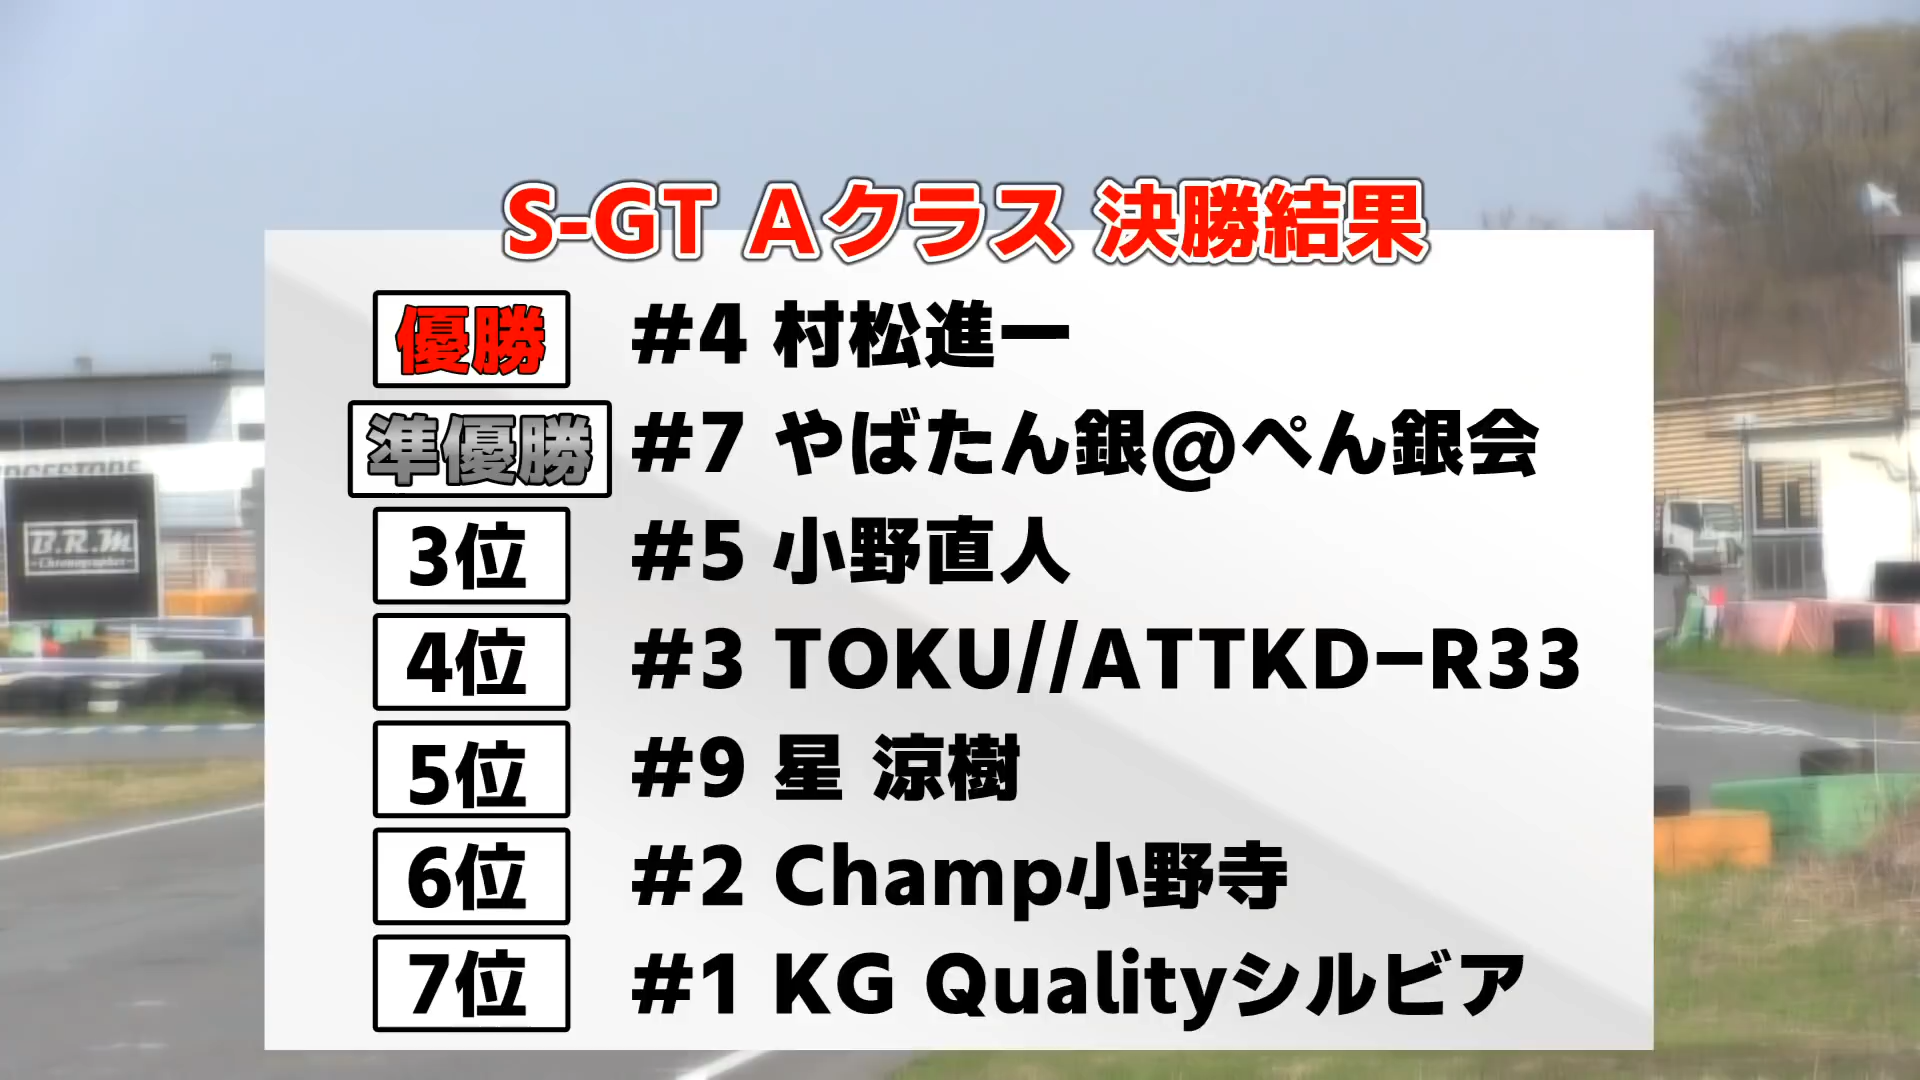 S-GT Aクラス 決勝結果
優勝 #4 村松進一
準優勝 #7 やばたん銀@ぺん銀会
3位 #5 小野直人
4位 #3 TOKU//ATTKD-R33
5位 #9 星 涼樹
6位 #2 Champ小野寺
7位 #1 KG Qualityシルビア
B.R.M
Chronographes